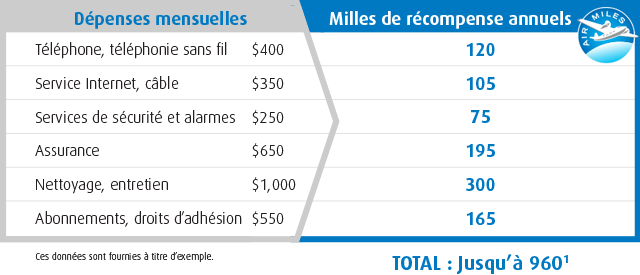 Dépenses mensuelles Milles de récompense annuels
AIR MILES
Téléphone, téléphonie sans fil $400 120
Service Internet, câble $350 105
Services de sécurité et alarmes $250 75
Assurance $650 195
Nettoyage, entretien $1,000 300
Abonnements, droits d’adhésion $550 165
Ces données sont fournies à titre d’exemple.
TOTAL : Jusqu’à 960¹